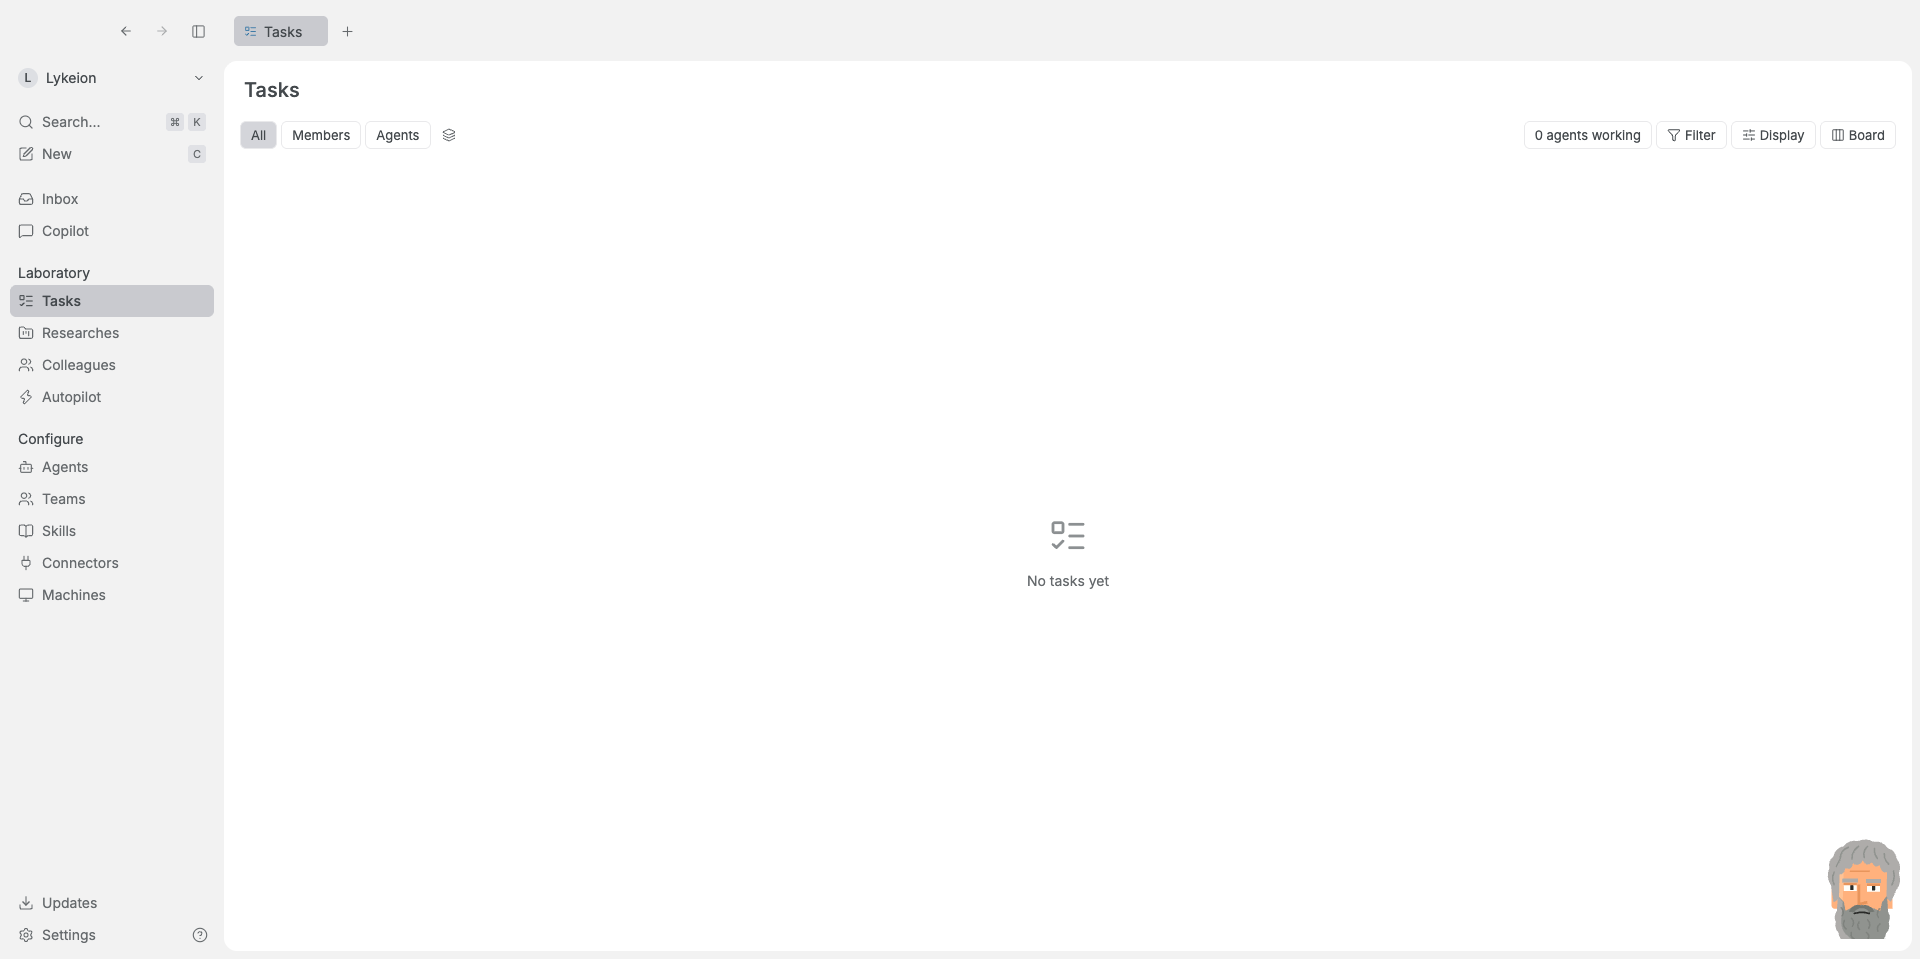 Tasks
L Lykeion
Search... ⌘ K
New C
Inbox
Copilot
Laboratory
Tasks
Researches
Colleagues
Autopilot
Configure
Agents
Teams
Skills
Connectors
Machines
Updates
Settings
Tasks
All Members Agents
0 agents working Filter Display Board
No tasks yet